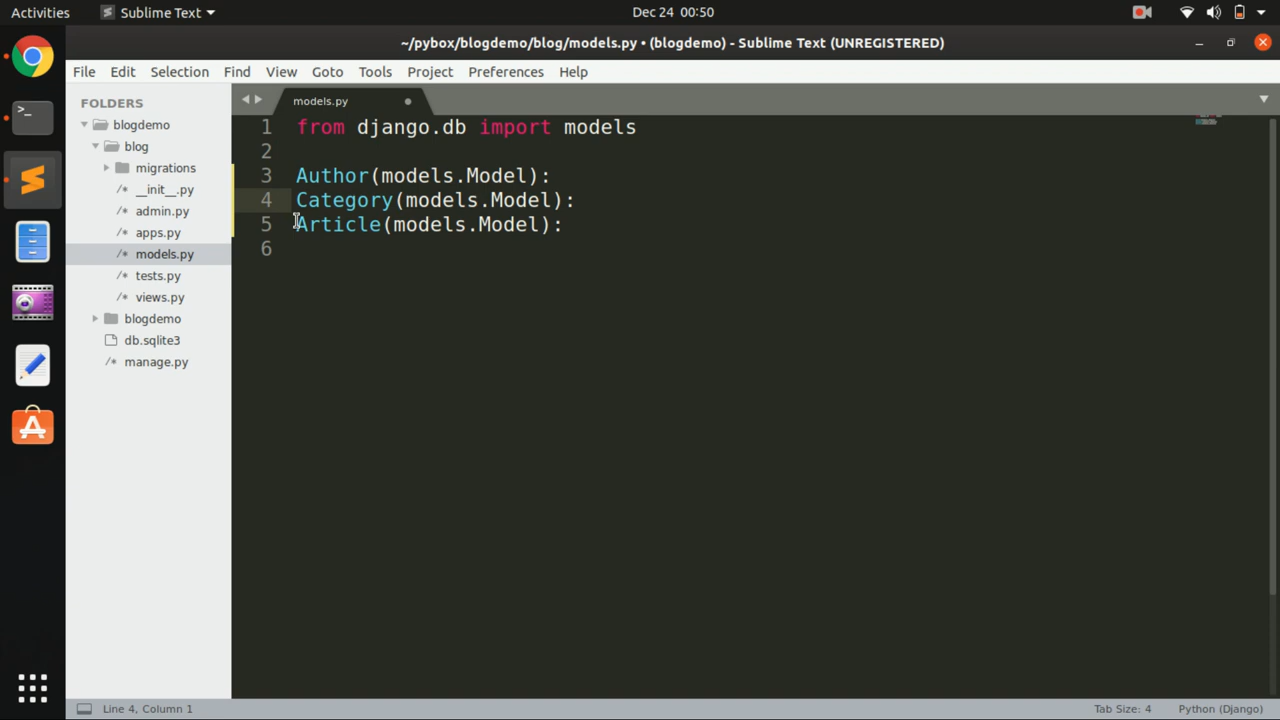 Activities Sublime Text Dec 24 00:50
~/pybox/blogdemo/blog/models.py • (blogdemo) - Sublime Text (UNREGISTERED)
File Edit Selection Find View Goto Tools Project Preferences Help
FOLDERS
blogdemo
blog
migrations
/* __init__.py
/* admin.py
/* apps.py
/* models.py
/* tests.py
/* views.py
blogdemo
db.sqlite3
/* manage.py
models.py
1 from django.db import models
2
3 Author(models.Model):
4 Category(models.Model):
5 Article(models.Model):
6
Line 4, Column 1 Tab Size: 4 Python (Django)